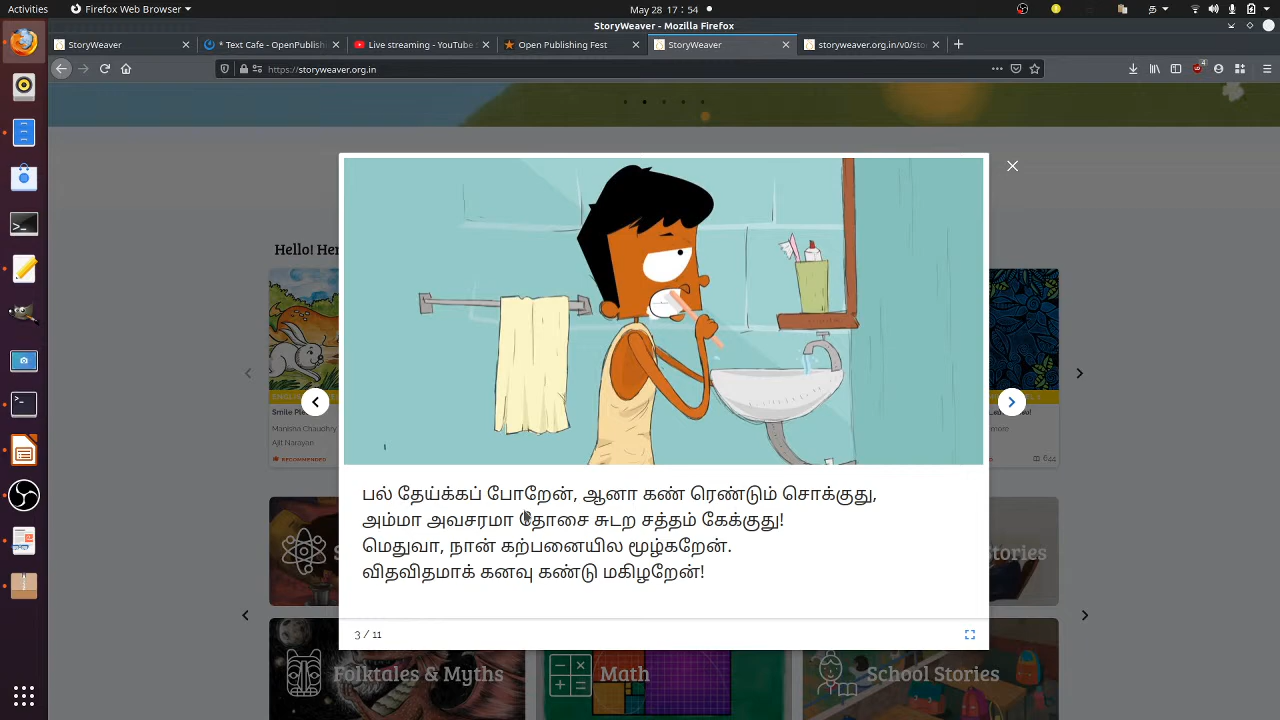 Activities
Firefox Web Browser
May 28 17 : 54
StoryWeaver - Mozilla Firefox
StoryWeaver
* Text Cafe - OpenPublish
Live streaming - YouTube
Open Publishing Fest
StoryWeaver
storyweaver.org.in/v0/sto
https://storyweaver.org.in
Hello! Her
பல் தேய்க்கப் போறேன், ஆனா கண் ரெண்டும் சொக்குது,
அம்மா அவசரமா தோசை சுடற சத்தம் கேக்குது!
மெதுவா, நான் கற்பனையில மூழ்கறேன்.
விதவிதமாக் கனவு கண்டு மகிழறேன்!
3 / 11
Smile Ple
Manisha Chaudhry
Ajit Narayan
RECOMMENDED
more
644
Stories
Folktales & Myths
Math
School Stories